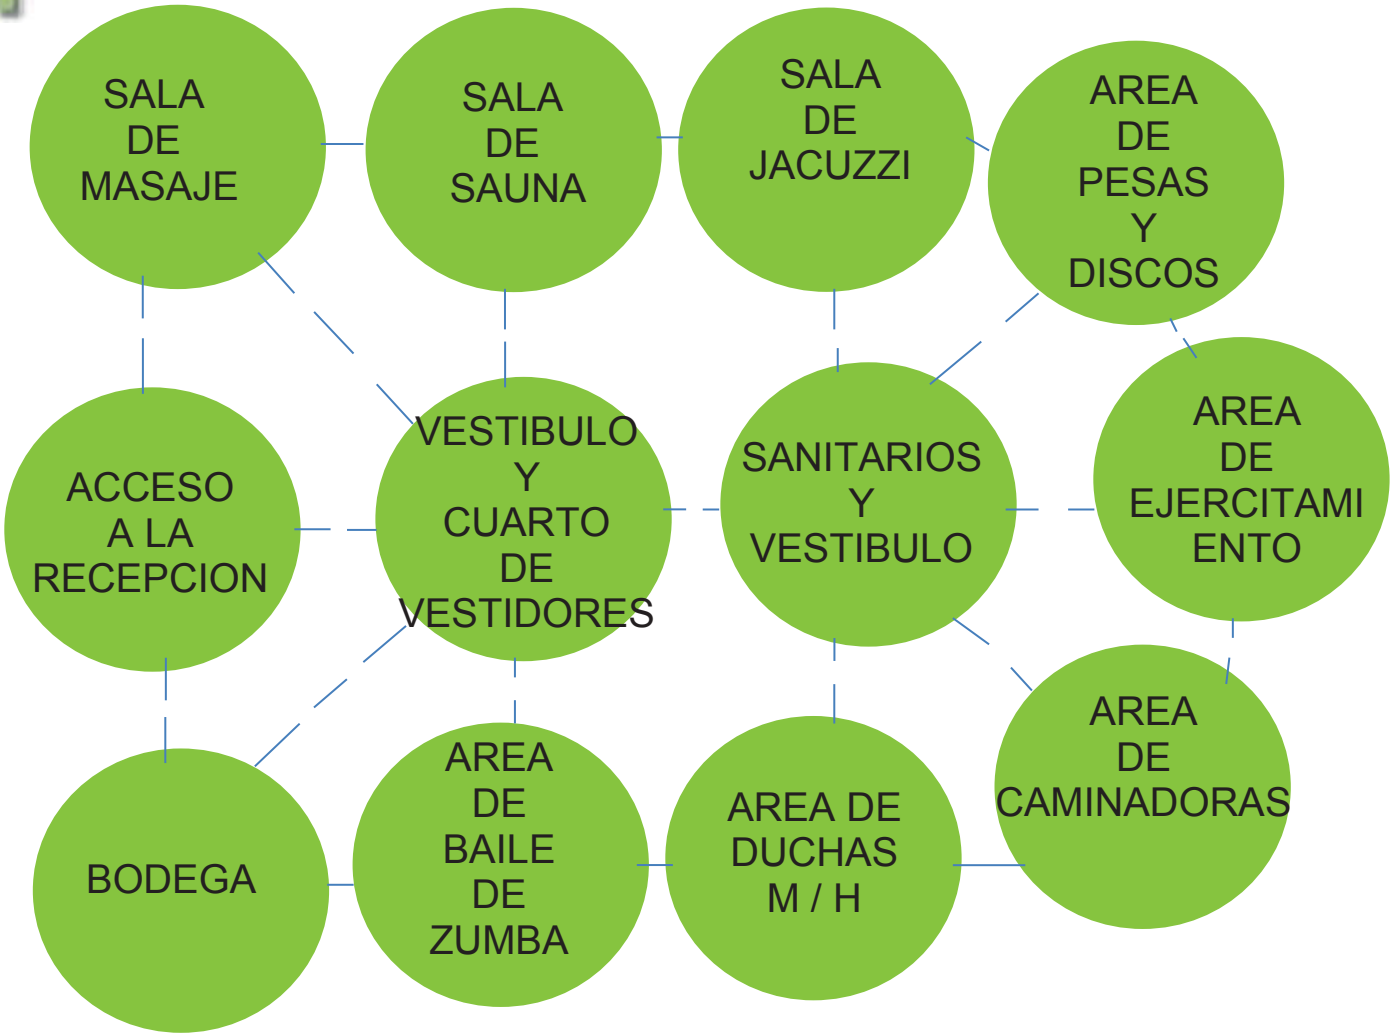 SALA
DE
MASAJE
SALA
DE
SAUNA
SALA
DE
JACUZZI
AREA
DE
PESAS
Y
DISCOS
ACCESO
A LA
RECEPCION
VESTIBULO
Y
CUARTO
DE
VESTIDORES
SANITARIOS
Y
VESTIBULO
AREA
DE
EJERCITAMI
ENTO
BODEGA
AREA
DE
BAILE
DE
ZUMBA
AREA DE
DUCHAS
M / H
AREA
DE
CAMINADORAS